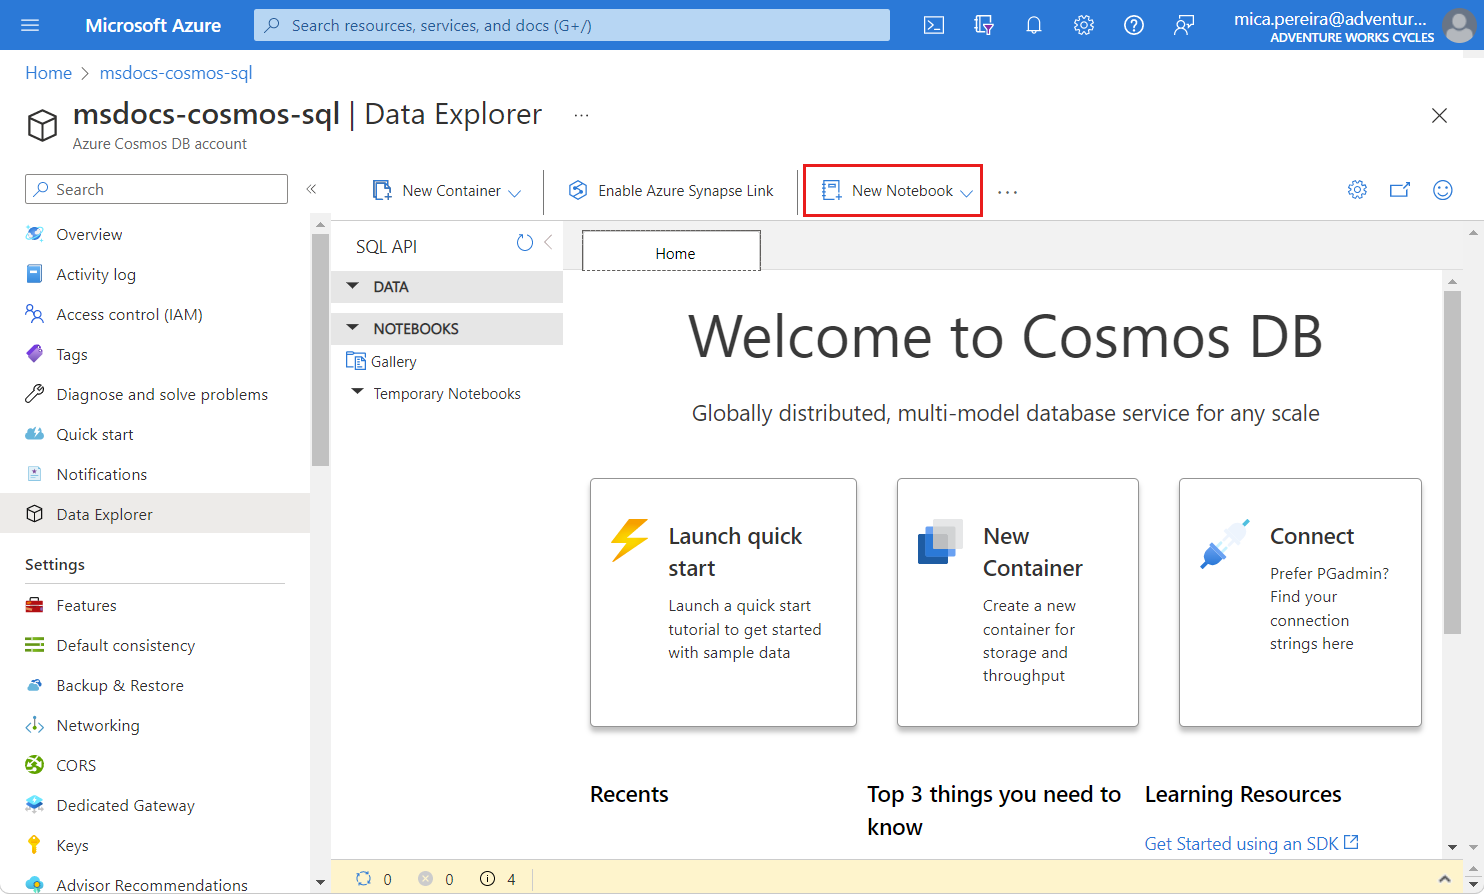 Microsoft Azure
Search resources, services, and docs (G+/)
mica.pereira@adventur...
ADVENTURE WORKS CYCLES
Home > msdocs-cosmos-sql
msdocs-cosmos-sql | Data Explorer ...
Azure Cosmos DB account
Search
«
New Container
Enable Azure Synapse Link
New Notebook
...
Overview
Activity log
Access control (IAM)
Tags
Diagnose and solve problems
Quick start
Notifications
Data Explorer
Settings
Features
Default consistency
Backup & Restore
Networking
CORS
Dedicated Gateway
Keys
Advisor Recommendations
SQL API
DATA
NOTEBOOKS
Gallery
Temporary Notebooks
Home
Welcome to Cosmos DB
Globally distributed, multi-model database service for any scale
Launch quick
start
Launch a quick start
tutorial to get started
with sample data
New
Container
Create a new
container for
storage and
throughput
Connect
Prefer PGadmin?
Find your
connection
strings here
Recents
Top 3 things you need to
know
Learning Resources
Get Started using an SDK
0 0 4